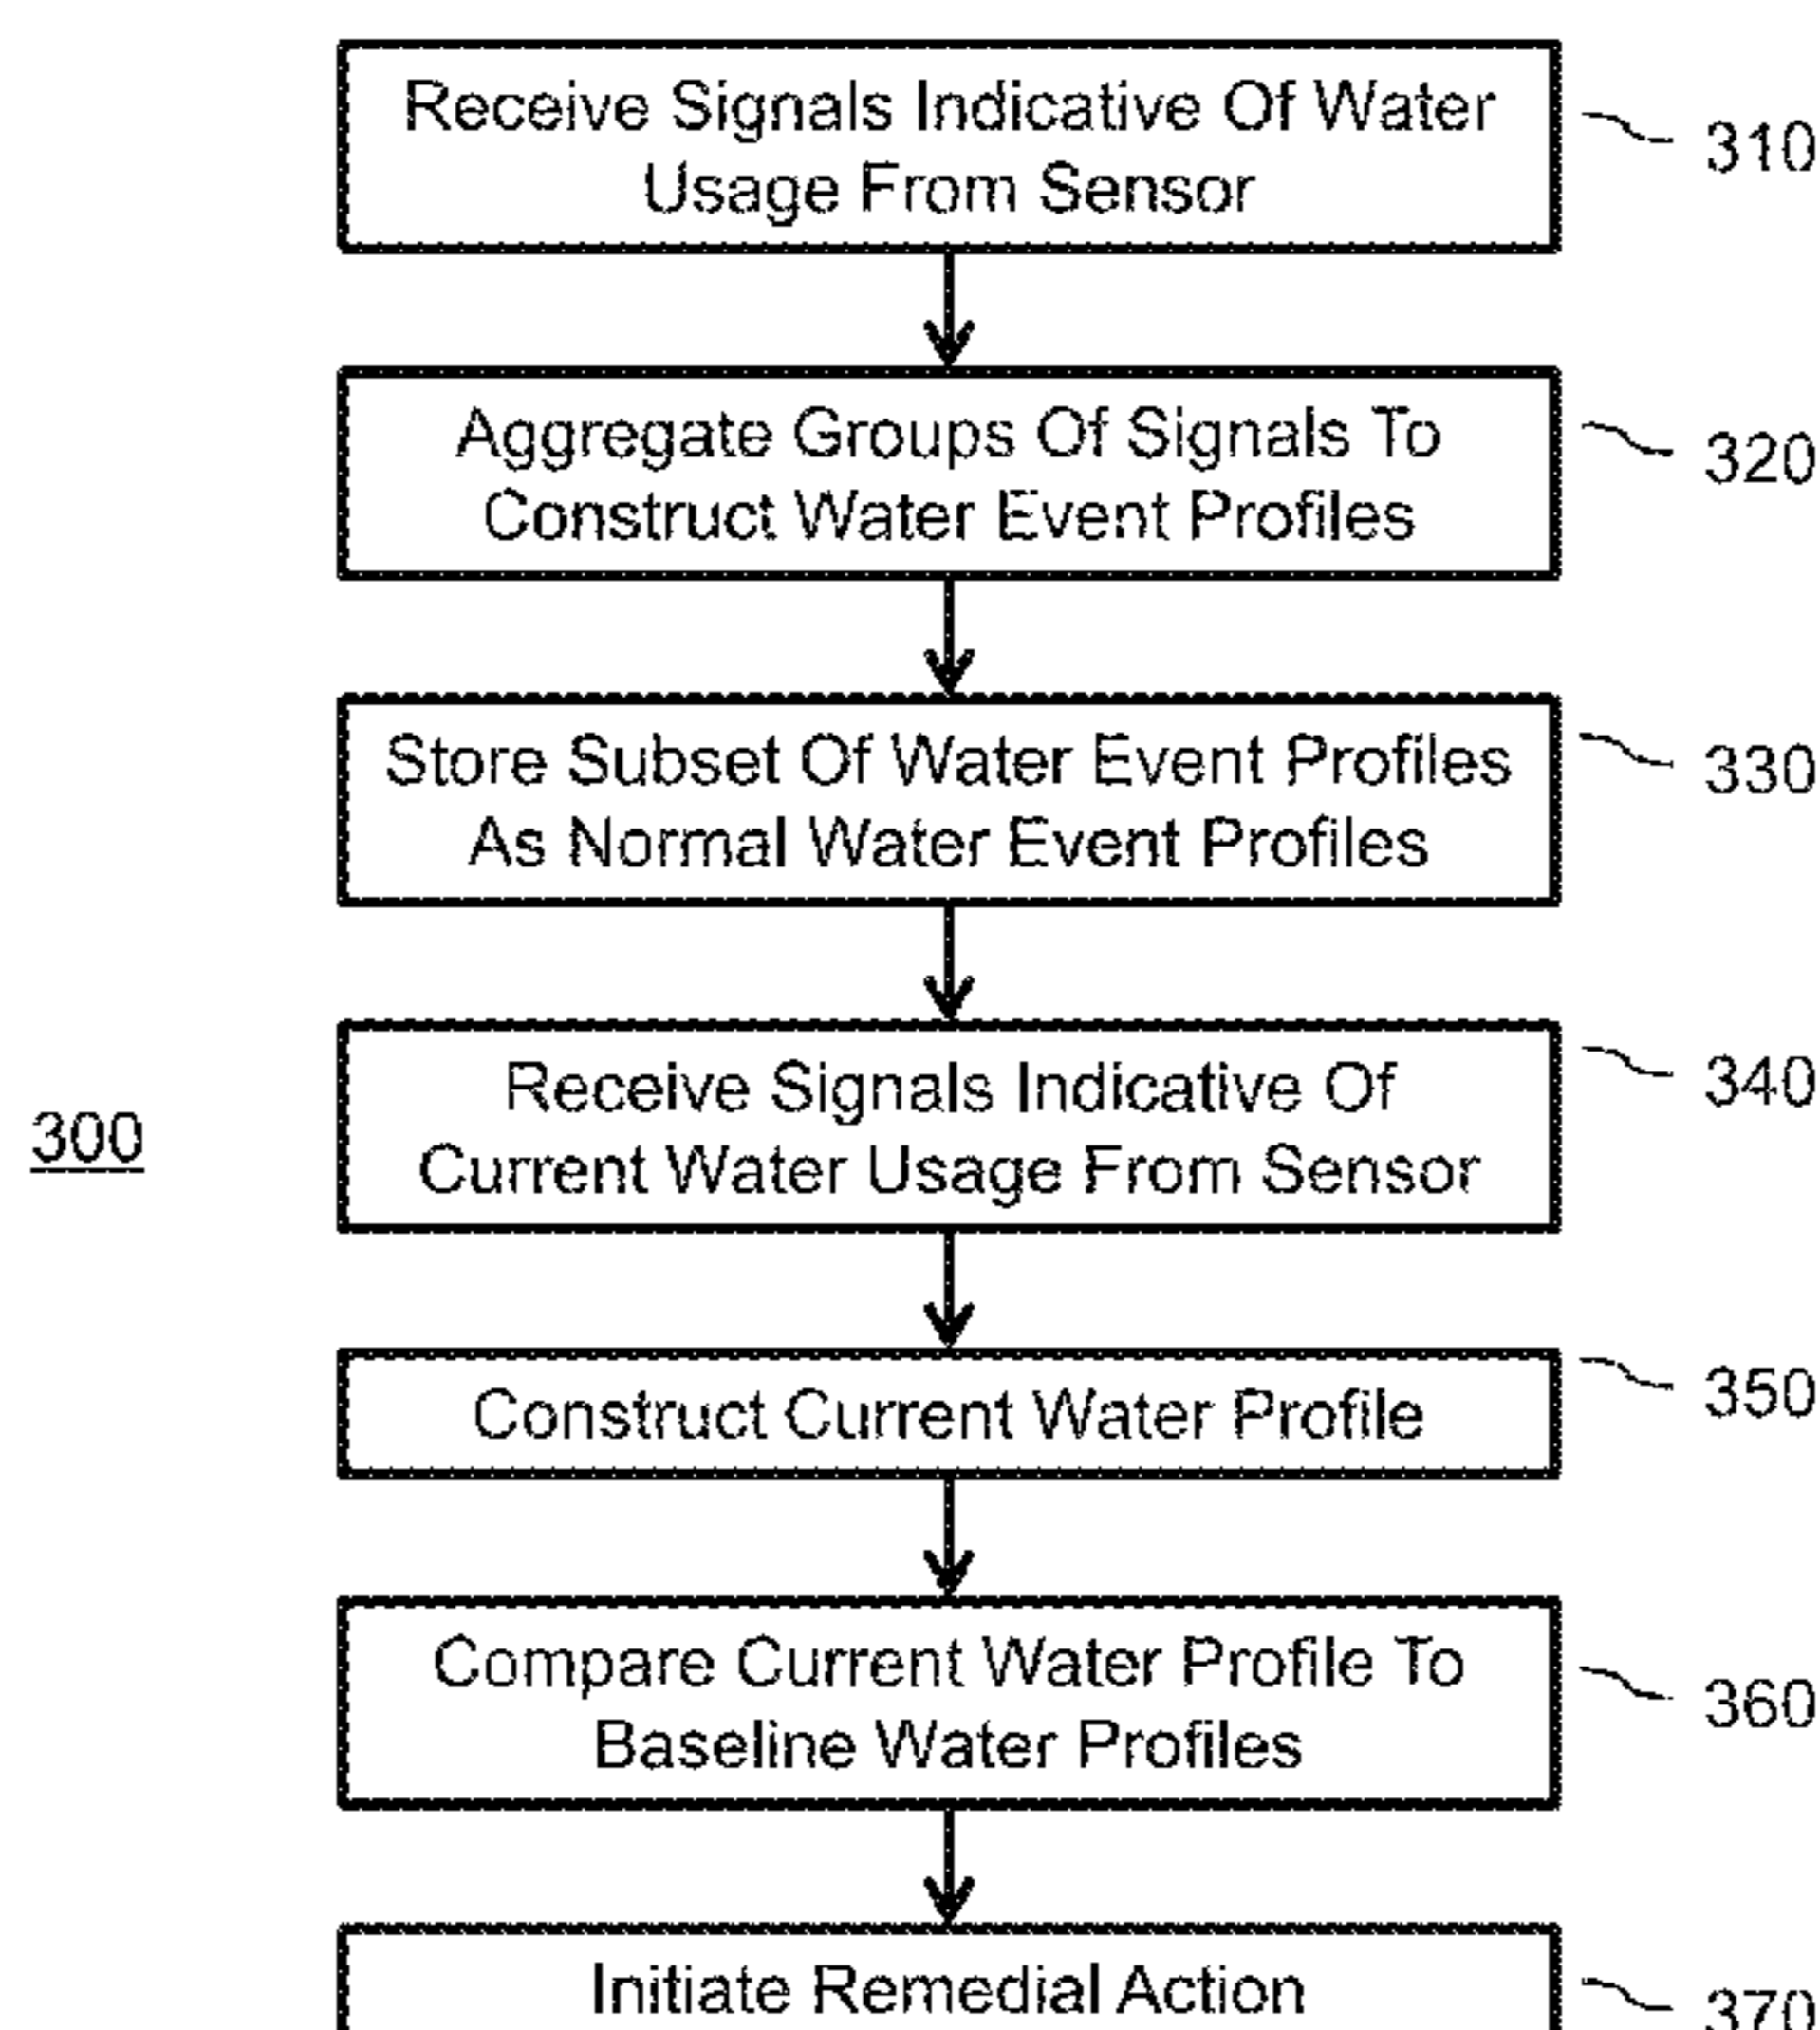 Receive Signals Indicative Of Water
Usage From Sensor
310
Aggregate Groups Of Signals To
Construct Water Event Profiles
320
Store Subset Of Water Event Profiles
As Normal Water Event Profiles
330
Receive Signals Indicative Of
Current Water Usage From Sensor
340
300
Construct Current Water Profile
350
Compare Current Water Profile To
Baseline Water Profiles
360
Initiate Remedial Action
370